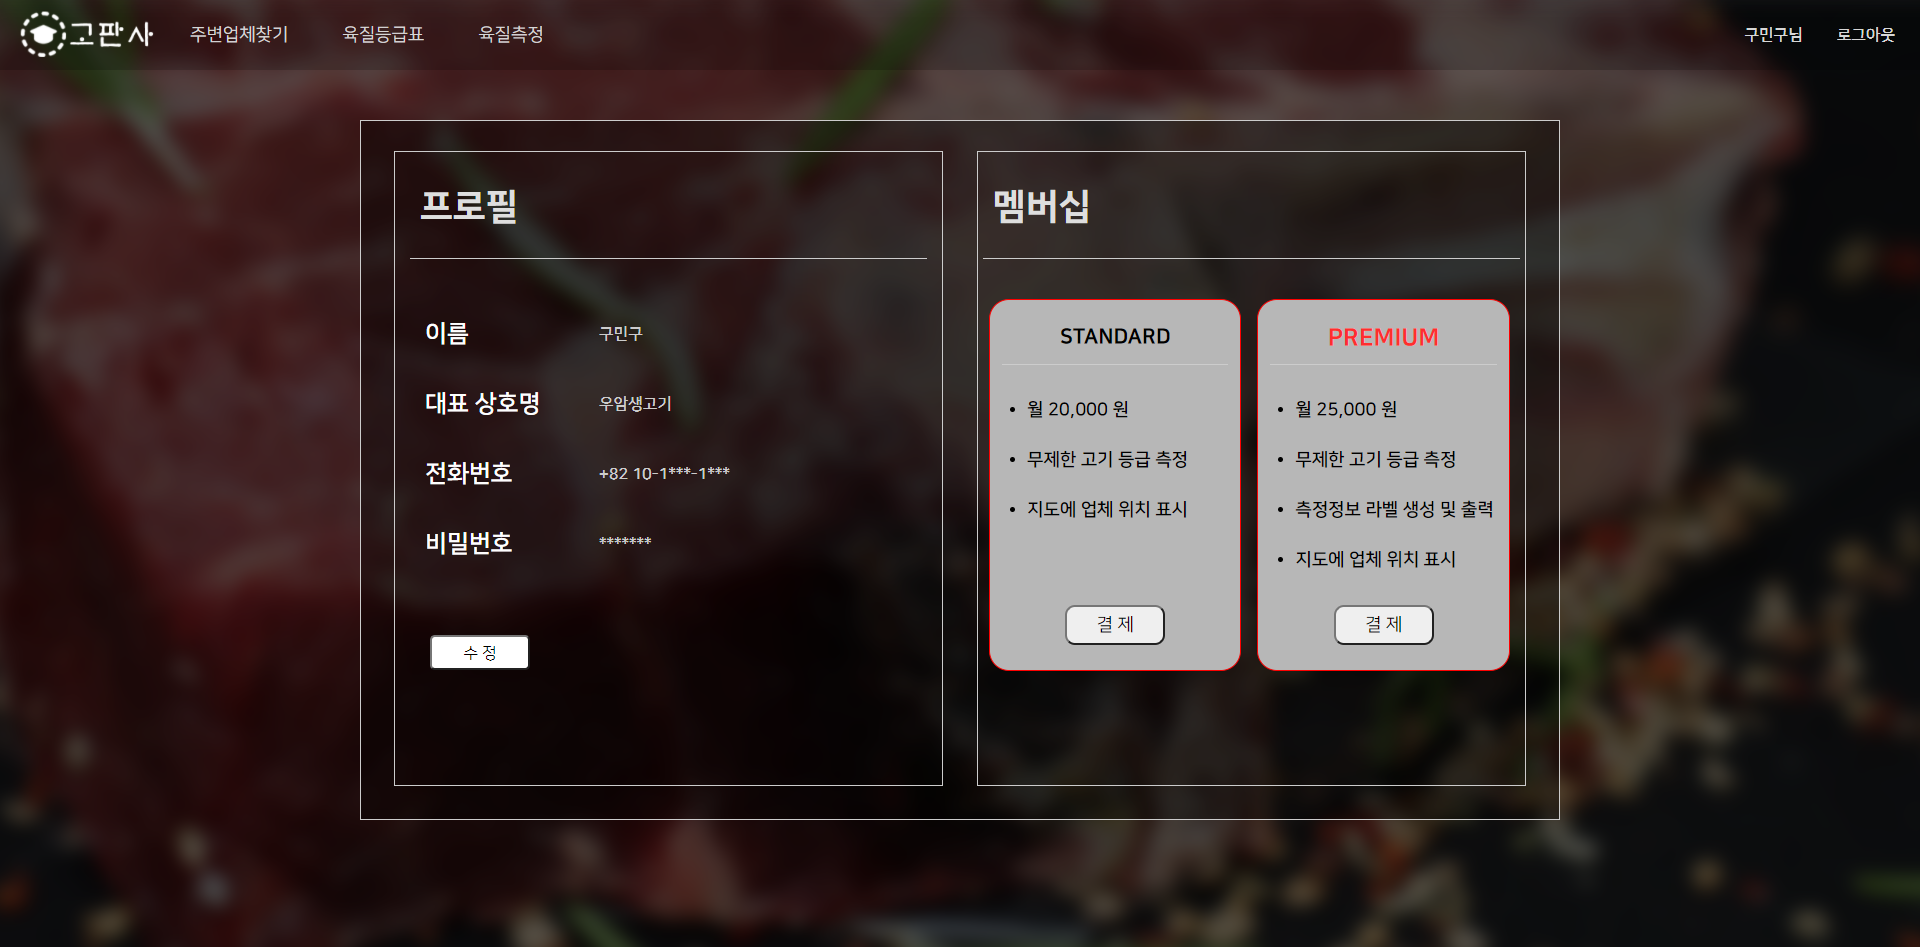 고판사
주변업체찾기
육질등급표
육질측정
구민구님
로그아웃
프로필
이름
구민구
대표 상호명
우암생고기
전화번호
+82 10-1***-1***
비밀번호
*******
수 정
멤버십
STANDARD
• 월 20,000 원
• 무제한 고기 등급 측정
• 지도에 업체 위치 표시
결 제
PREMIUM
• 월 25,000 원
• 무제한 고기 등급 측정
• 측정정보 라벨 생성 및 출력
• 지도에 업체 위치 표시
결 제